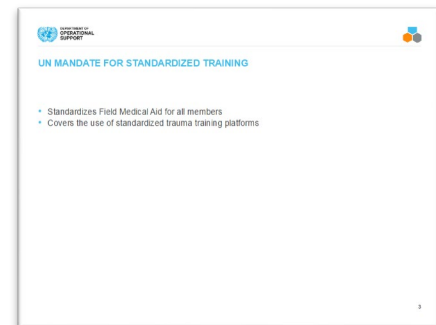 DEPARTMENT OF
OPERATIONAL
SUPPORT
UN MANDATE FOR STANDARDIZED TRAINING
• Standardizes Field Medical Aid for all members
• Covers the use of standardized trauma training platforms
3